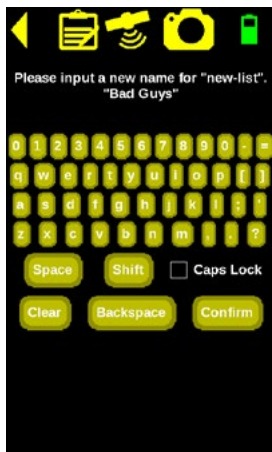 Please input a new name for "new-list".
"Bad Guys"
0 1 2 3 4 5 6 7 8 9 0 - =
q w e r t y u i o p [ ]
a s d f g h j k l ; '
z x c v b n m , . ?
Space Shift Caps Lock
Clear Backspace Confirm